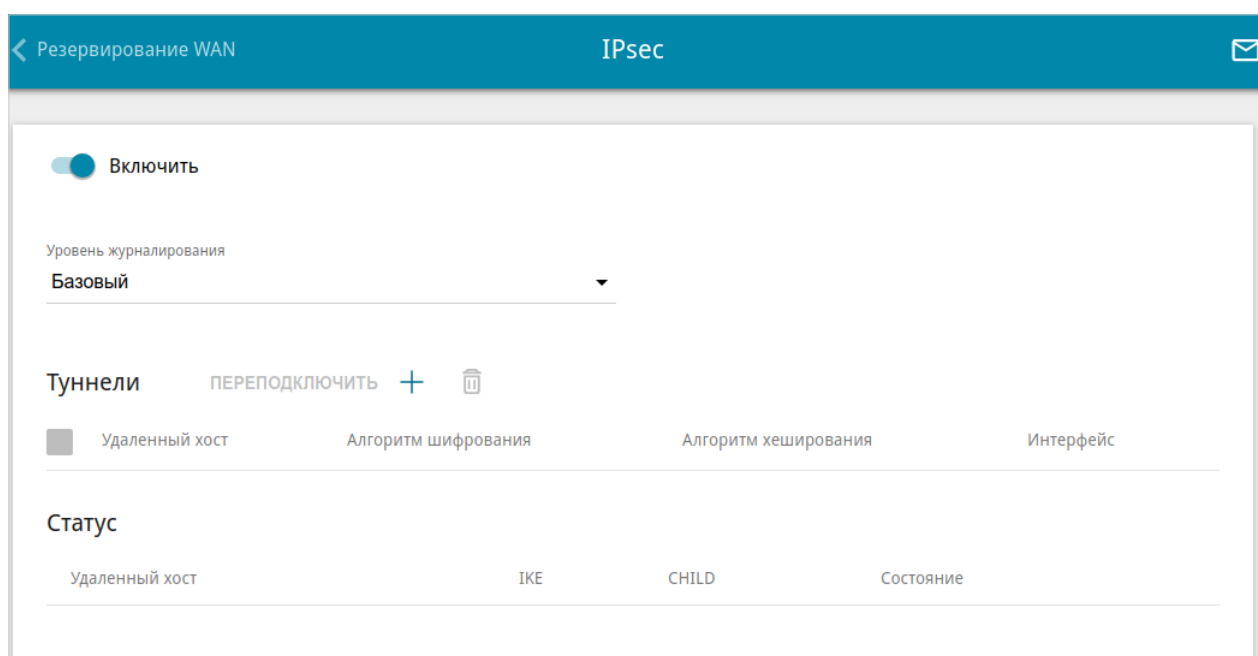 Резервирование WAN
IPsec
Включить
Уровень журналирования
Базовый
Туннели ПЕРЕПОДКЛЮЧИТЬ
Удаленный хост Алгоритм шифрования Алгоритм хеширования Интерфейс
Статус
Удаленный хост IKE CHILD Состояние